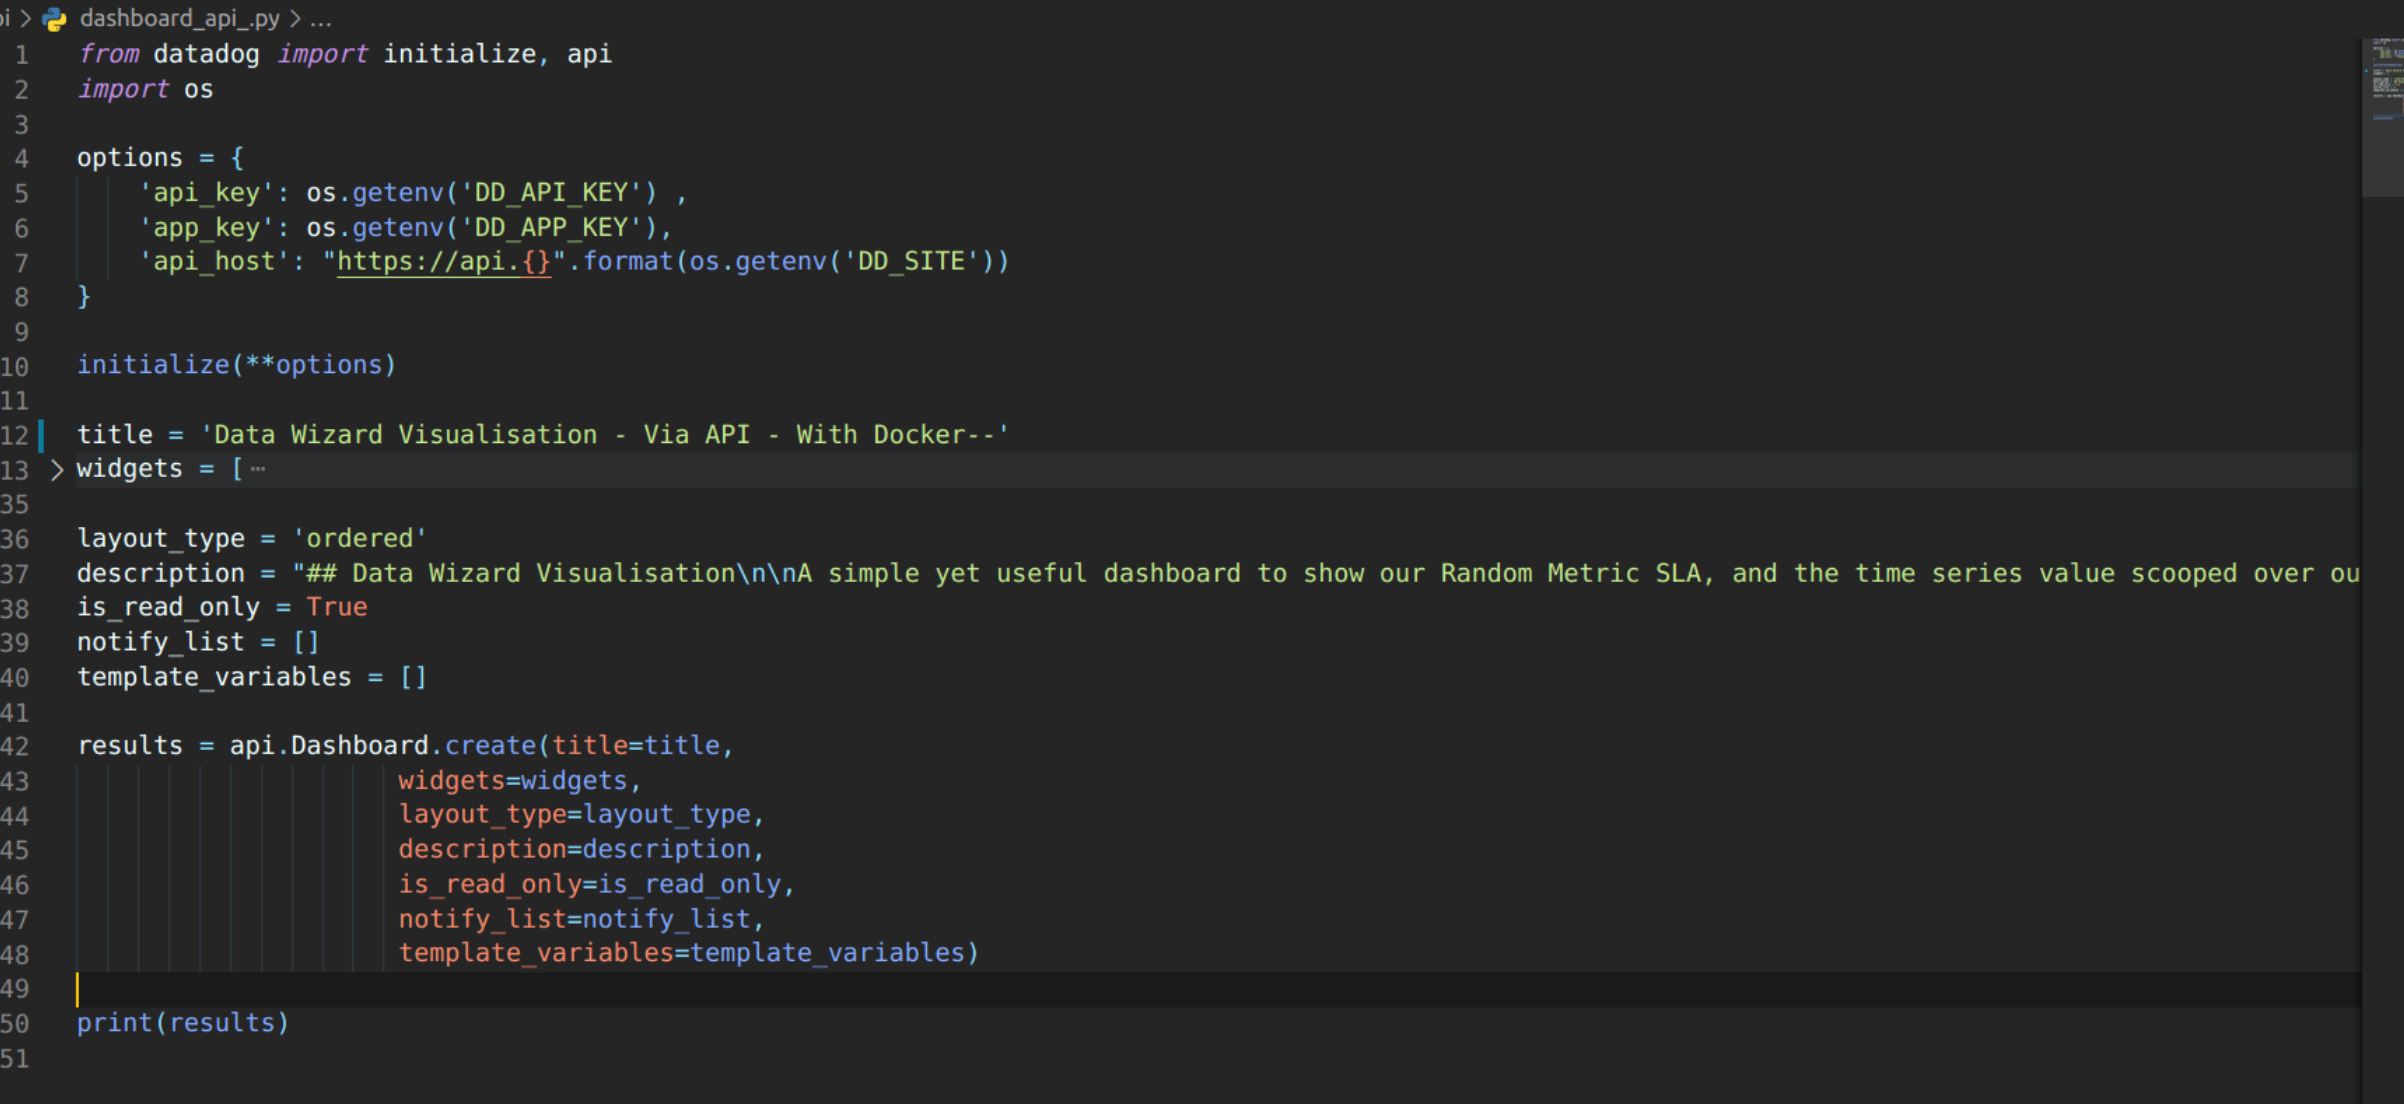 pi > dashboard_api_.py > ...
1 from datadog import initialize, api
2 import os
3
4 options = {
5     'api_key': os.getenv('DD_API_KEY') ,
6     'app_key': os.getenv('DD_APP_KEY'),
7     'api_host': "https://api.{}".format(os.getenv('DD_SITE'))
8 }
9
10 initialize(**options)
11
12 title = 'Data Wizard Visualisation - Via API - With Docker--'
13 > widgets = [ ...
35
36 layout_type = 'ordered'
37 description = "## Data Wizard Visualisation\n\nA simple yet useful dashboard to show our Random Metric SLA, and the time series value scooped over ou
38 is_read_only = True
39 notify_list = []
40 template_variables = []
41
42 results = api.Dashboard.create(title=title,
43                      widgets=widgets,
44                      layout_type=layout_type,
45                      description=description,
46                      is_read_only=is_read_only,
47                      notify_list=notify_list,
48                      template_variables=template_variables)
49
50 print(results)
51